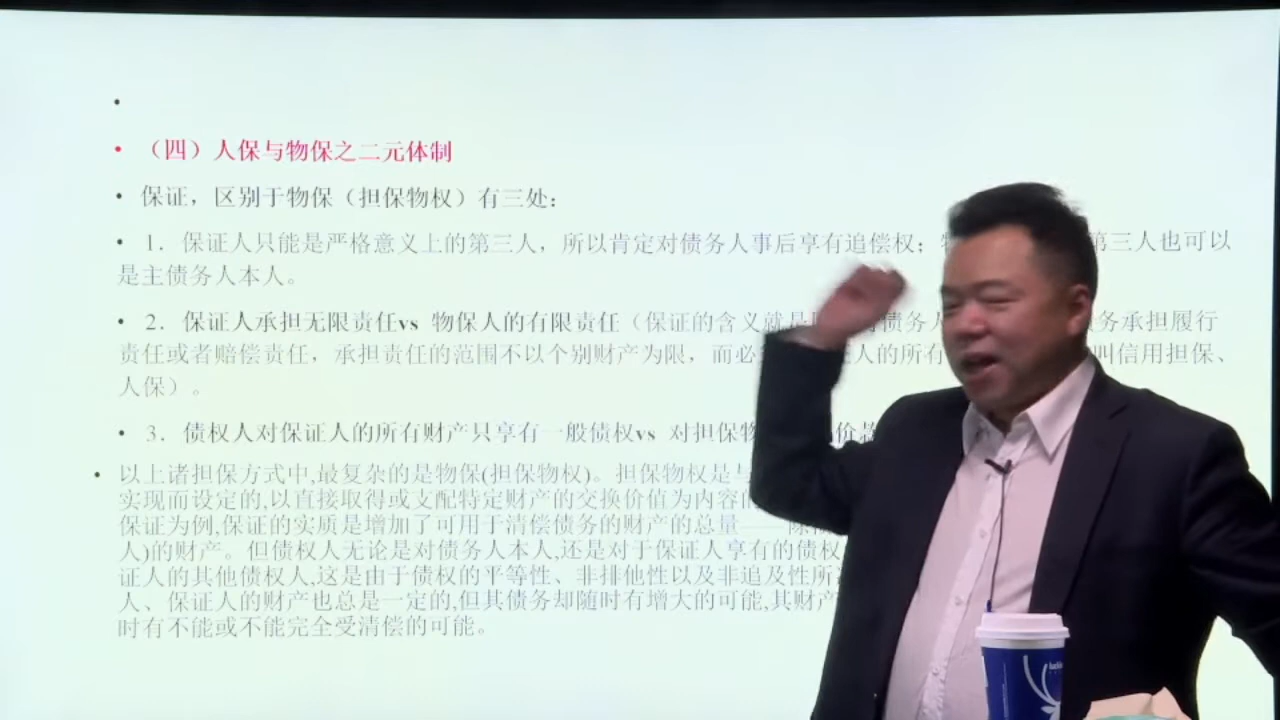 （四）人保与物保之二元体制
保证，区别于物保（担保物权）有三处：
1．保证人只能是严格意义上的第三人，所以肯定对债务人事后享有追偿权； 第三人也可以
是主债务人本人。
2．保证人承担无限责任vs 物保人的有限责任（保证的含义就是 债务人 务承担履行
责任或者赔偿责任，承担责任的范围不以个别财产为限，而必 证人的所有 叫信用担保、
人保）。
3．债权人对保证人的所有财产只享有一般债权vs 对担保物 价款
以上诸担保方式中,最复杂的是物保(担保物权)。担保物权是与
实现而设定的,以直接取得或支配特定财产的交换价值为内容的
保证为例,保证的实质是增加了可用于清偿债务的财产的总量——除
人)的财产。但债权人无论是对债务人本人,还是对于保证人享有的债权
证人的其他债权人,这是由于债权的平等性、非排他性以及非追及性所
人、保证人的财产也总是一定的,但其债务却随时有增大的可能,其财产
时有不能或不能完全受清偿的可能。